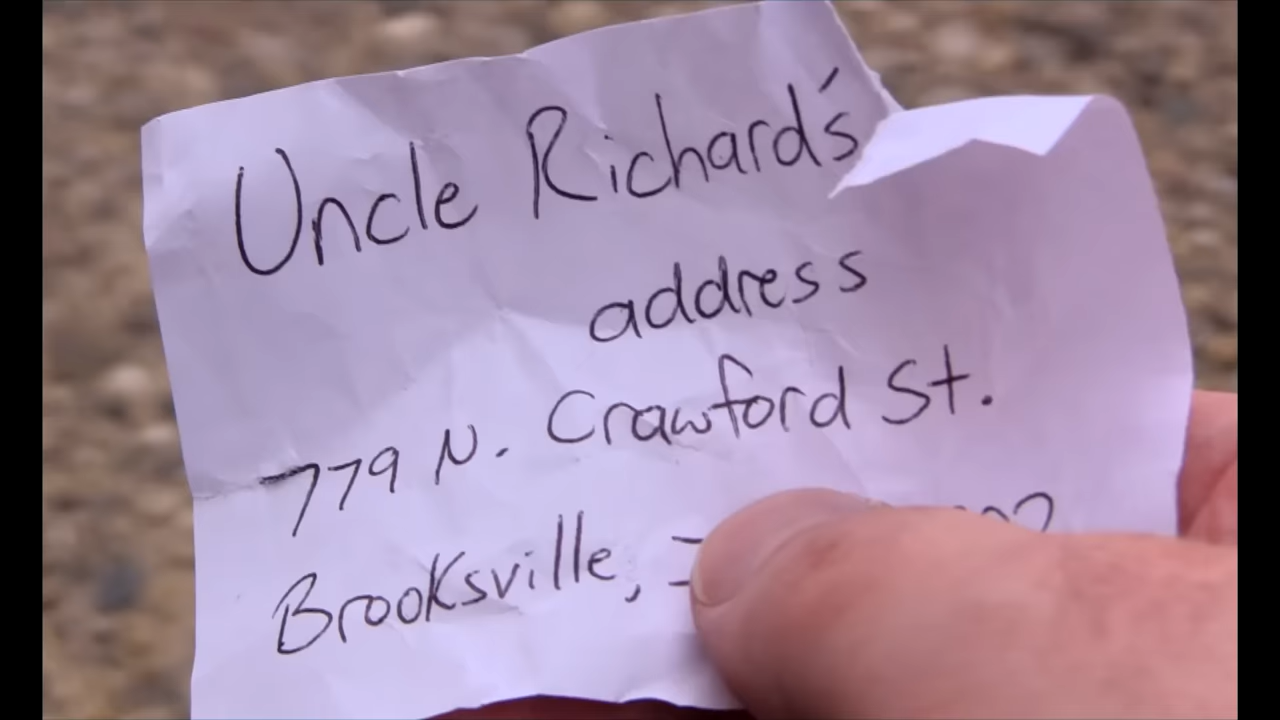 Uncle Richard's
address
779 N. Crawford St.
Brooksville,